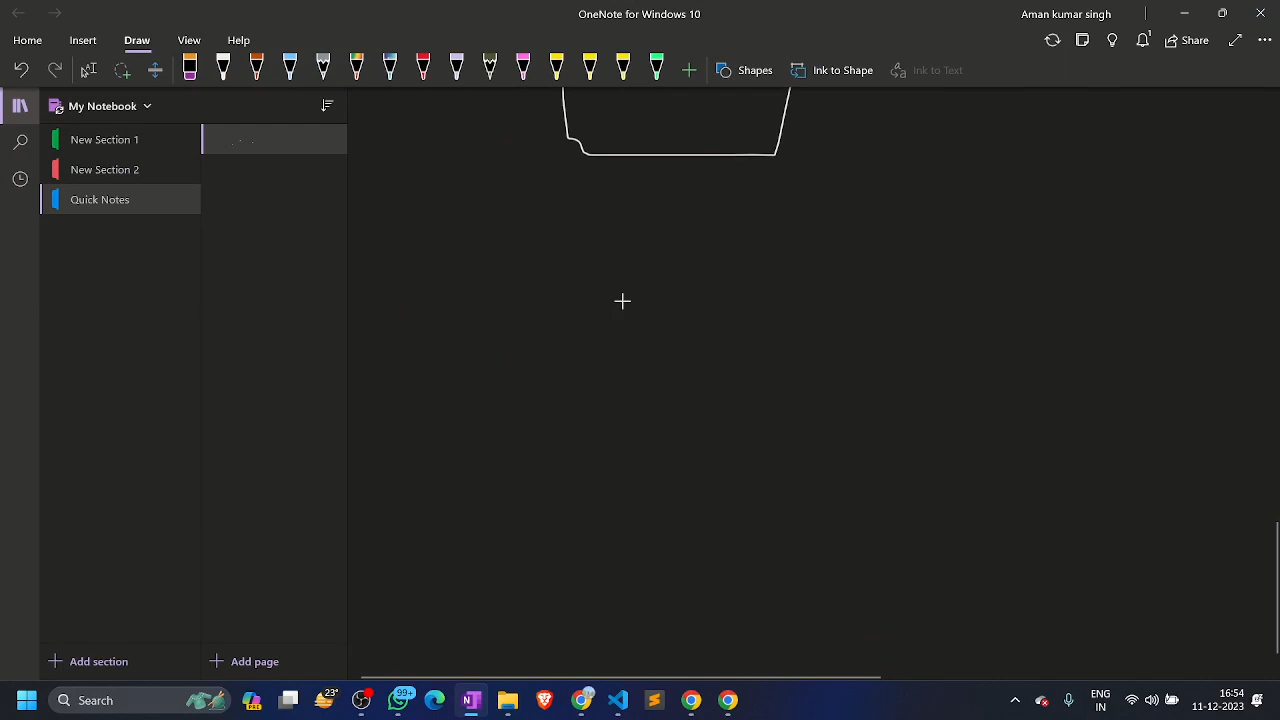 OneNote for Windows 10
Aman kumar singh
Home
Insert
Draw
View
Help
Share
Shapes
Ink to Shape
Ink to Text
My Notebook
New Section 1
New Section 2
Quick Notes
Add section
Add page
Search
PRE
23°
99+
ENG
IN
16:54
11-12-2023